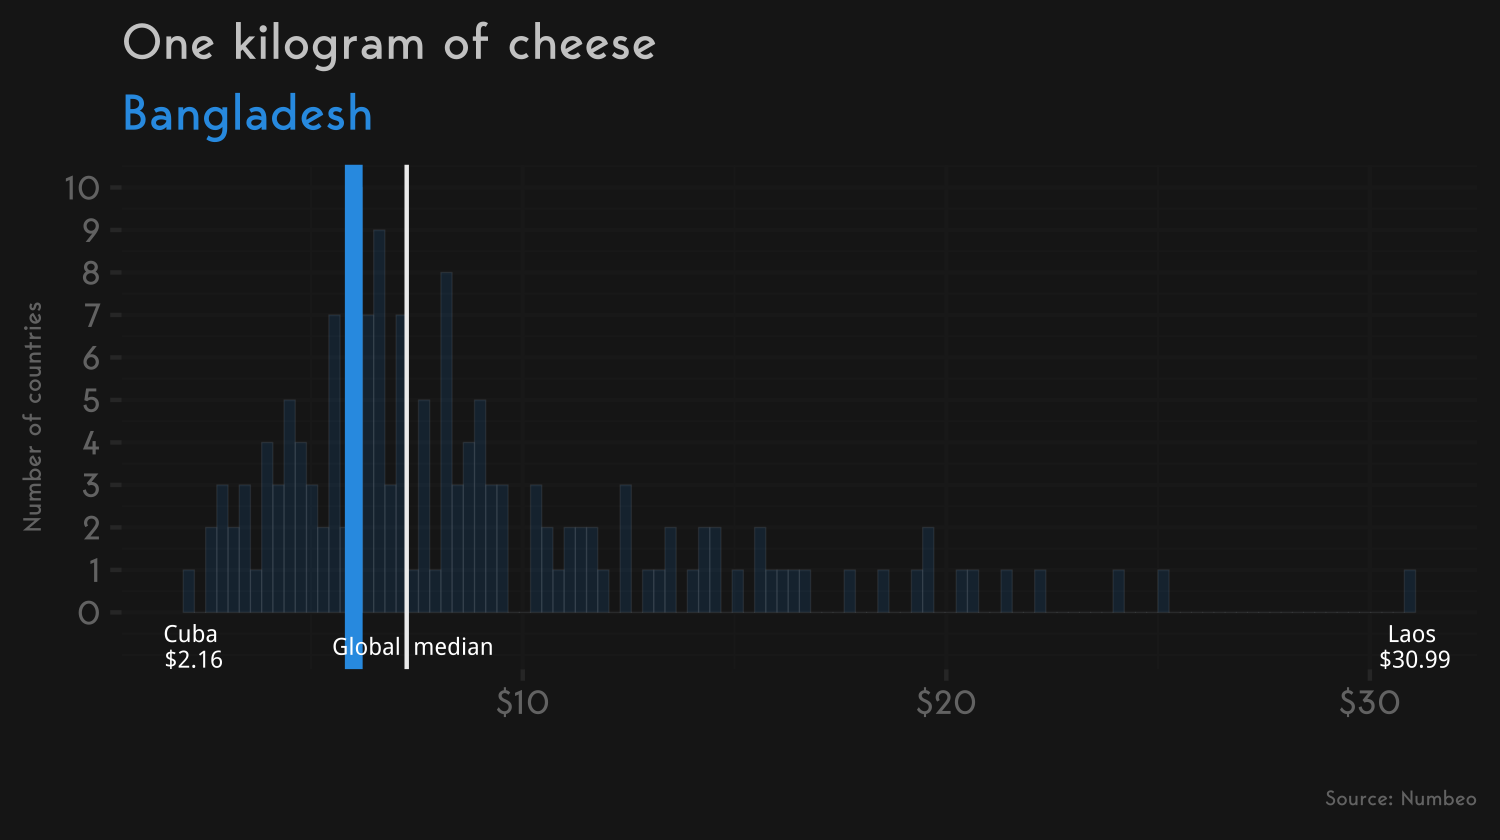 One kilogram of cheese
Bangladesh
Number of countries
10
9
8
7
6
5
4
3
2
1
0
Cuba
$2.16
Global median
Laos
$30.99
$10
$20
$30
Source: Numbeo